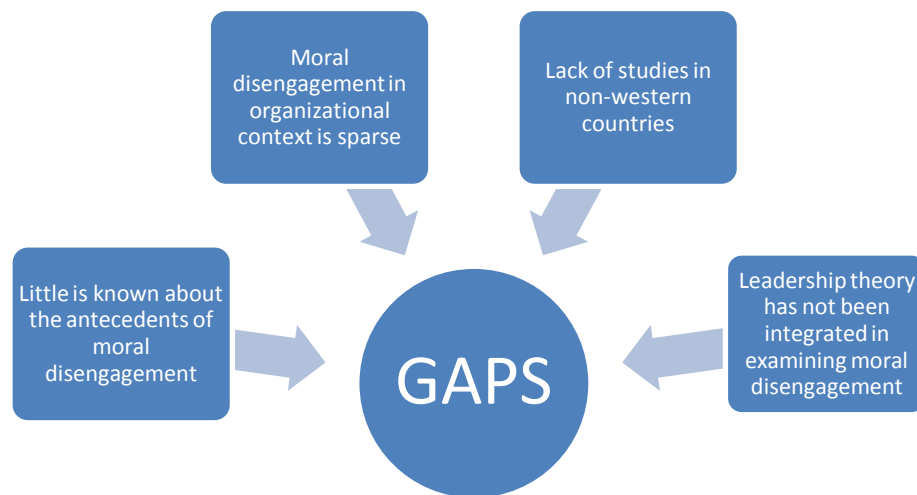 Moral
disengagement in
organizational
context is sparse
Lack of studies in
non-western
countries
Little is known about
the antecedents of
moral
disengagement
Leadership theory
has not been
integrated in
examining moral
disengagement
GAPS